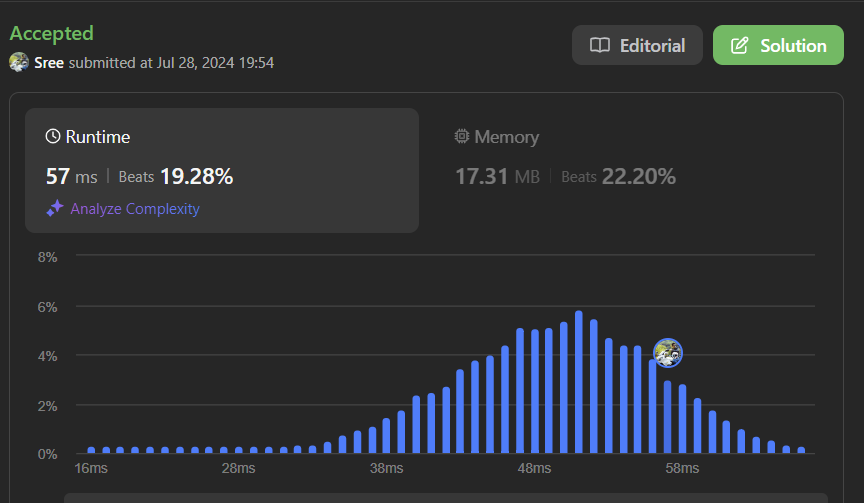 Accepted
Editorial
Solution
Sree submitted at Jul 28, 2024 19:54
Runtime
57 ms | Beats 19.28%
Analyze Complexity
Memory
17.31 MB | Beats 22.20%
8%
6%
4%
2%
0%
16ms 28ms 38ms 48ms 58ms